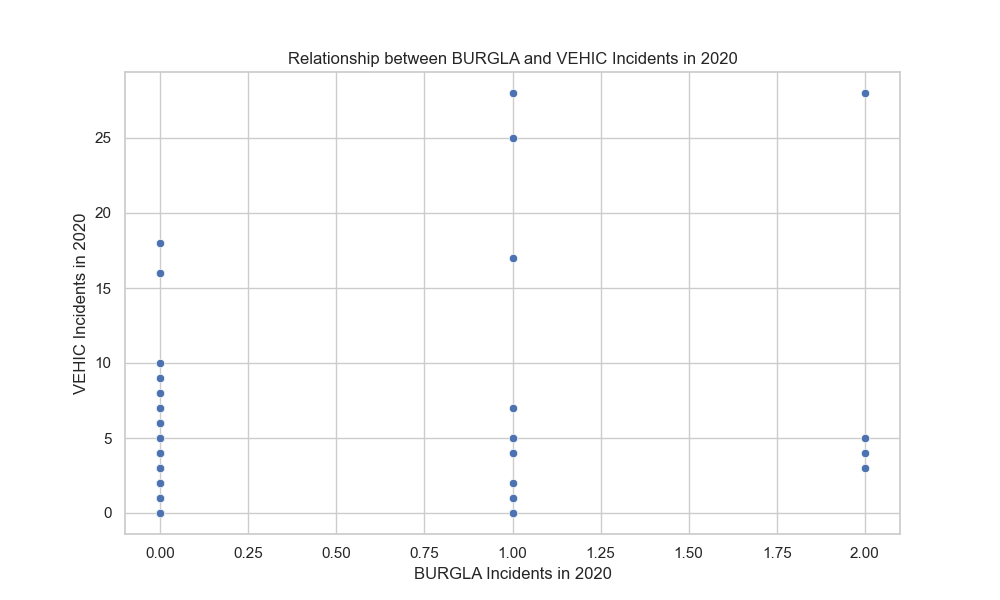 Relationship between BURGLA and VEHIC Incidents in 2020
VEHIC Incidents in 2020
25
20
15
10
5
0
0.00 0.25 0.50 0.75 1.00 1.25 1.50 1.75 2.00
BURGLA Incidents in 2020